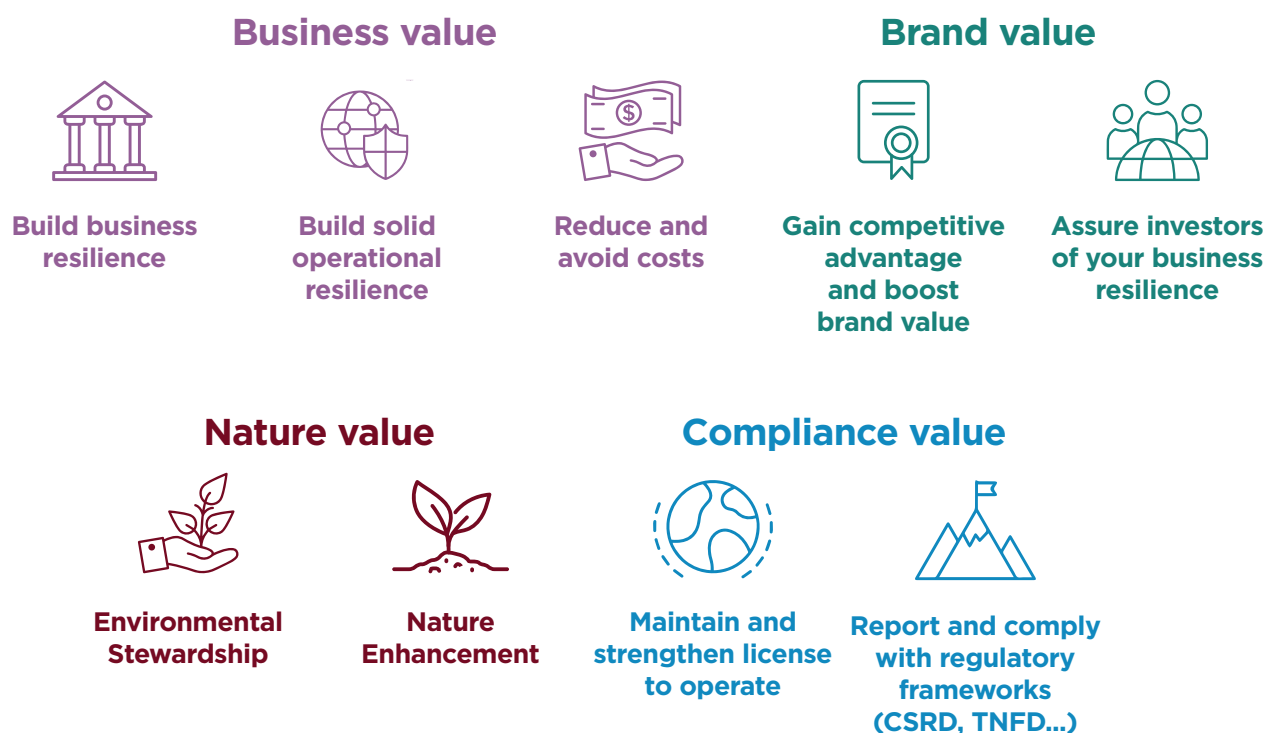 Business value
Build business
resilience
Build solid
operational
resilience
$
Reduce and
avoid costs
Brand value
Gain competitive
advantage
and boost
brand value
Assure investors
of your business
resilience
Nature value
Environmental
Stewardship
Nature
Enhancement
Compliance value
Maintain and
strengthen license
to operate
Report and comply
with regulatory
frameworks
(CSRD, TNFD...)